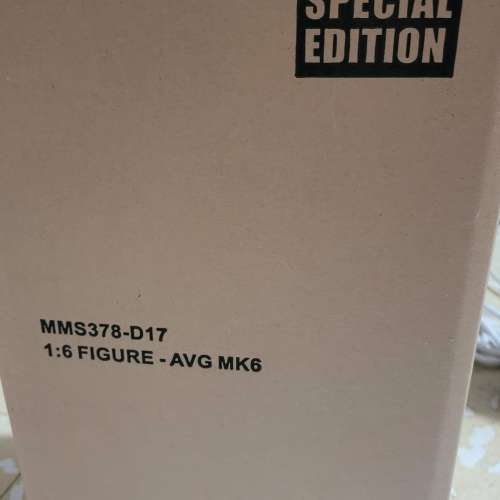 SPECIAL
EDITION
MMS378-D17
1:6 FIGURE - AVG MK6